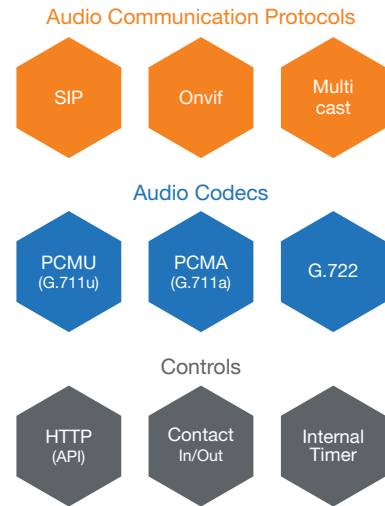 Audio Communication Protocols
SIP
Onvif
Multi
cast
Audio Codecs
PCMU
(G.711u)
PCMA
(G.711a)
G.722
Controls
HTTP
(API)
Contact
In/Out
Internal
Timer